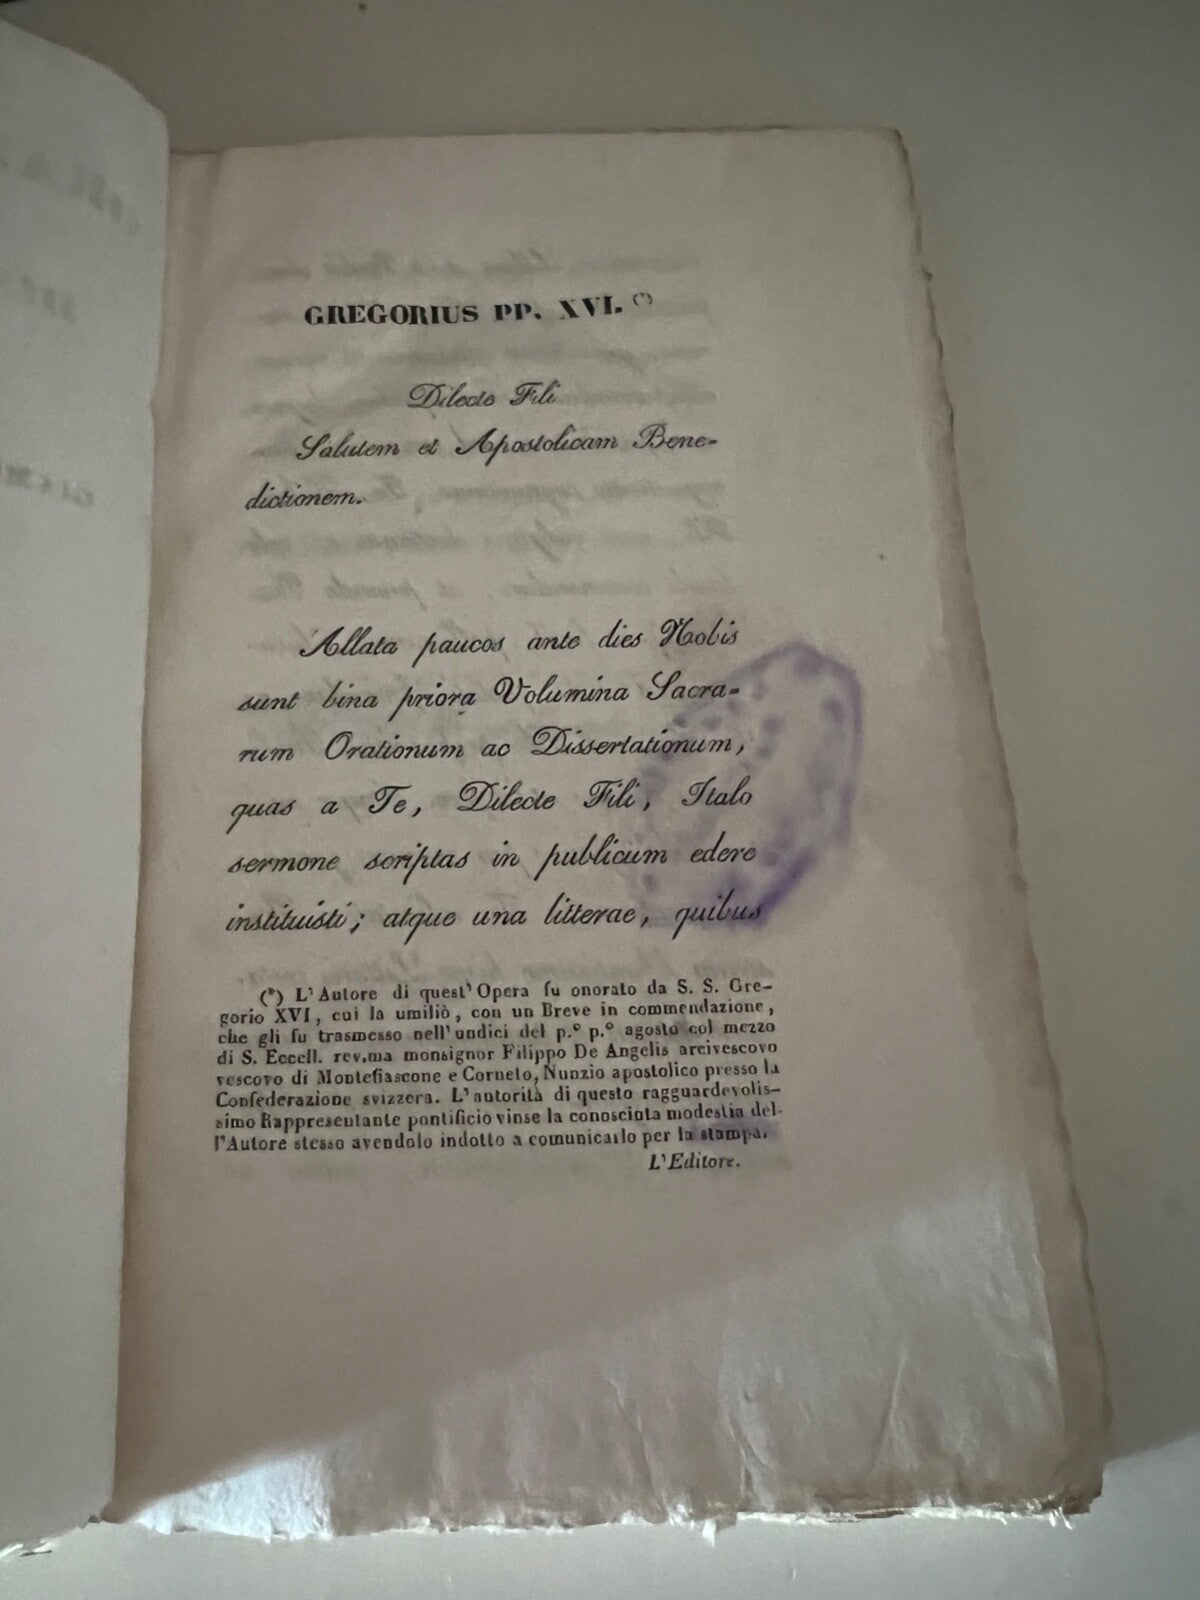 GREGORIUS PP. XVI. (*)
Dilecte Fili
Salutem et Apostolicam Bene-
dictionem.
Allata paucos ante dies Nobis
sunt bina priora Volumina Sacra-
rum Orationum ac Dissertationum,
quas a Te, Dilecte Fili, Italo
sermone scriptas in publicum edere
instituisti; atque una litterae, quibus
(*) L'Autore di quest'Opera fu onorato da S. S. Gre-
gorio XVI, cui la umiliò, con un Breve in commendazione,
che gli fu trasmesso nell'undici del p.° p.° agosto col mezzo
di S. Eccell. rev.ma monsignor Filippo De Angelis arcivescovo
vescovo di Montefiascone e Corneto, Nunzio apostolico presso la
Confederazione svizzera. L'autorità di questo ragguardevolis-
simo Rappresentante pontificio vinse la conosciuta modestia del-
l'Autore stesso avendolo indotto a comunicarlo per la stampa.
L'Editore.